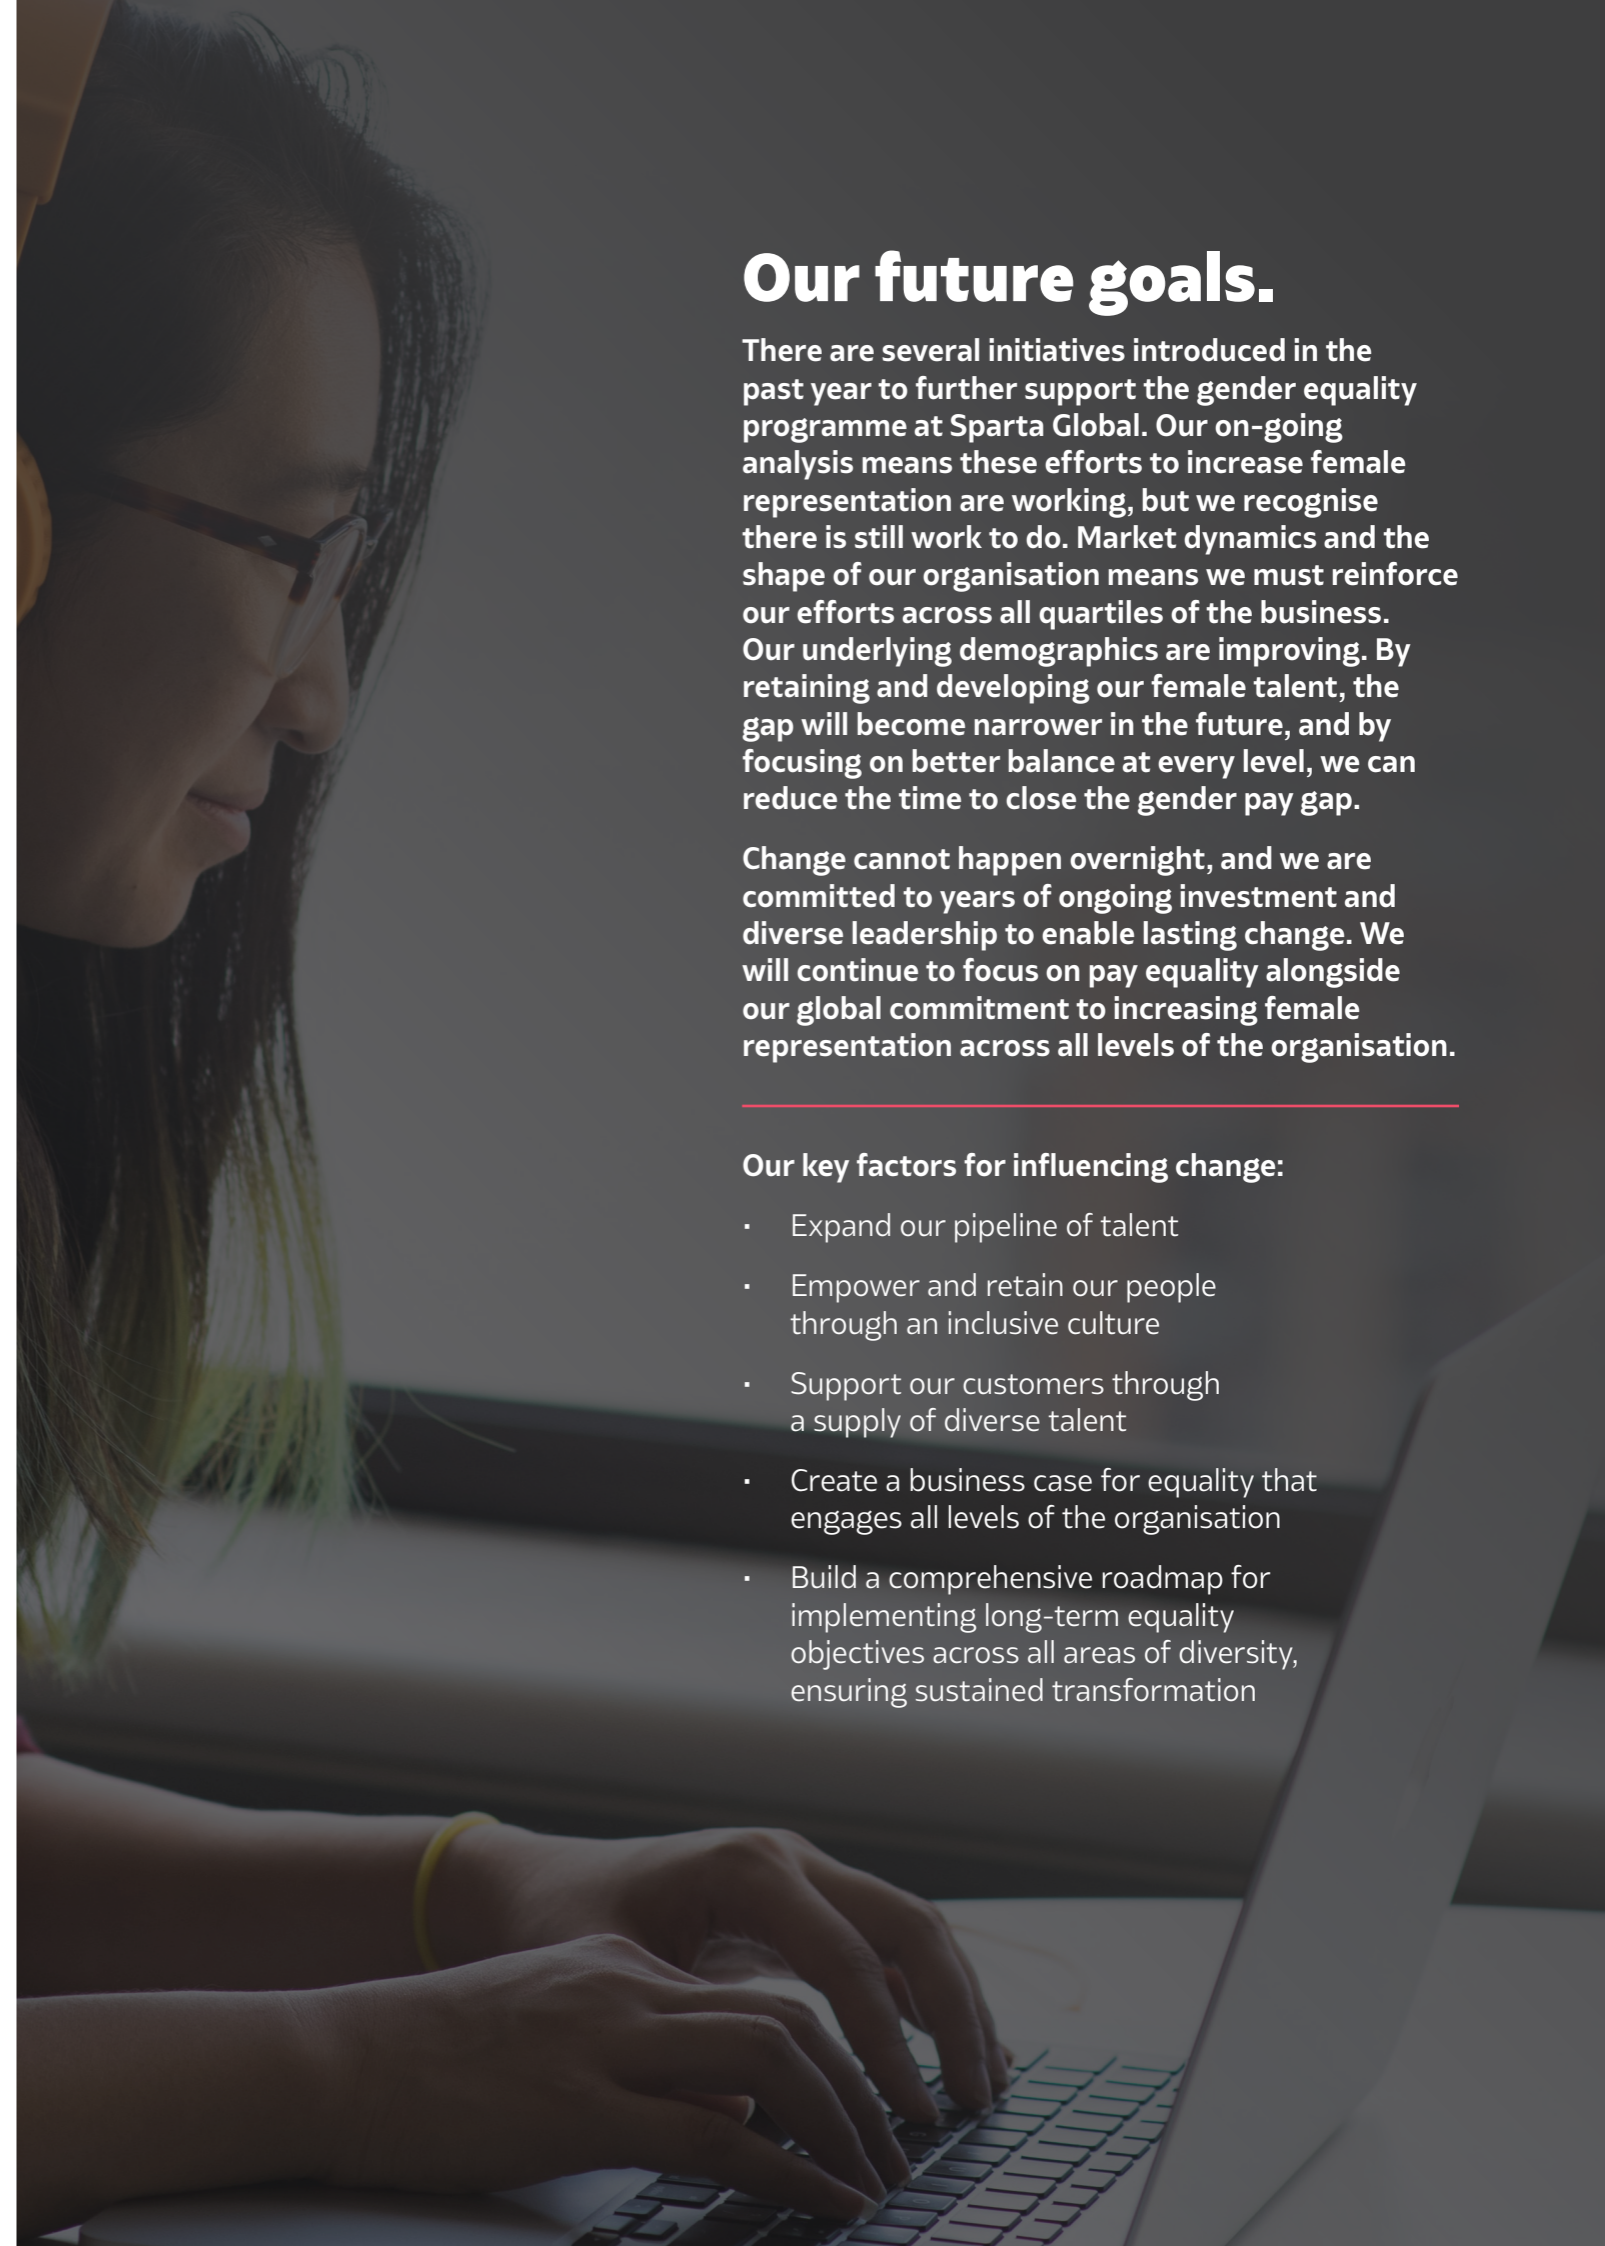 Our future goals.
There are several initiatives introduced in the
past year to further support the gender equality
programme at Sparta Global. Our on-going
analysis means these efforts to increase female
representation are working, but we recognise
there is still work to do. Market dynamics and the
shape of our organisation means we must reinforce
our efforts across all quartiles of the business.
Our underlying demographics are improving. By
retaining and developing our female talent, the
gap will become narrower in the future, and by
focusing on better balance at every level, we can
reduce the time to close the gender pay gap.
Change cannot happen overnight, and we are
committed to years of ongoing investment and
diverse leadership to enable lasting change. We
will continue to focus on pay equality alongside
our global commitment to increasing female
representation across all levels of the organisation.
Our key factors for influencing change:
· Expand our pipeline of talent
· Empower and retain our people
through an inclusive culture
· Support our customers through
a supply of diverse talent
· Create a business case for equality that
engages all levels of the organisation
· Build a comprehensive roadmap for
implementing long-term equality
objectives across all areas of diversity,
ensuring sustained transformation